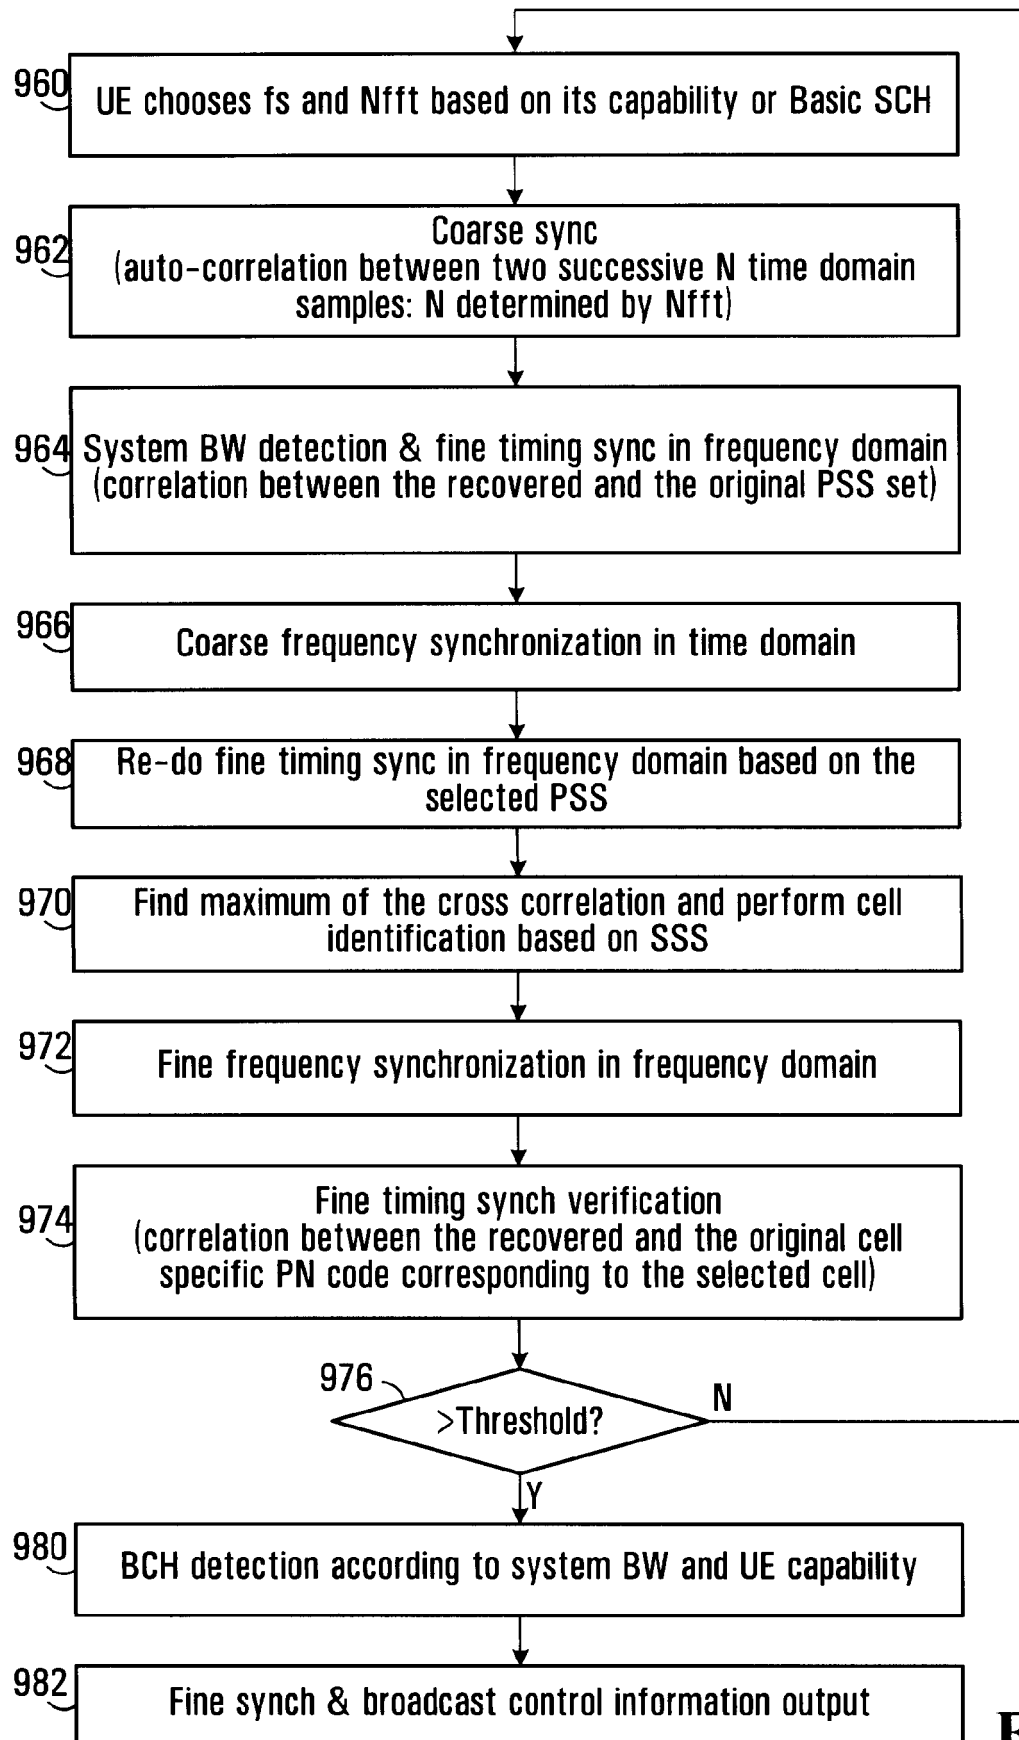 960
UE chooses fs and Nfft based on its capability or Basic SCH
962
Coarse sync
(auto-correlation between two successive N time domain
samples: N determined by Nfft)
964
System BW detection & fine timing sync in frequency domain
(correlation between the recovered and the original PSS set)
966
Coarse frequency synchronization in time domain
968
Re-do fine timing sync in frequency domain based on the
selected PSS
970
Find maximum of the cross correlation and perform cell
identification based on SSS
972
Fine frequency synchronization in frequency domain
974
Fine timing synch verification
(correlation between the recovered and the original cell
specific PN code corresponding to the selected cell)
976
>Threshold?
N
Y
980
BCH detection according to system BW and UE capability
982
Fine synch & broadcast control information output